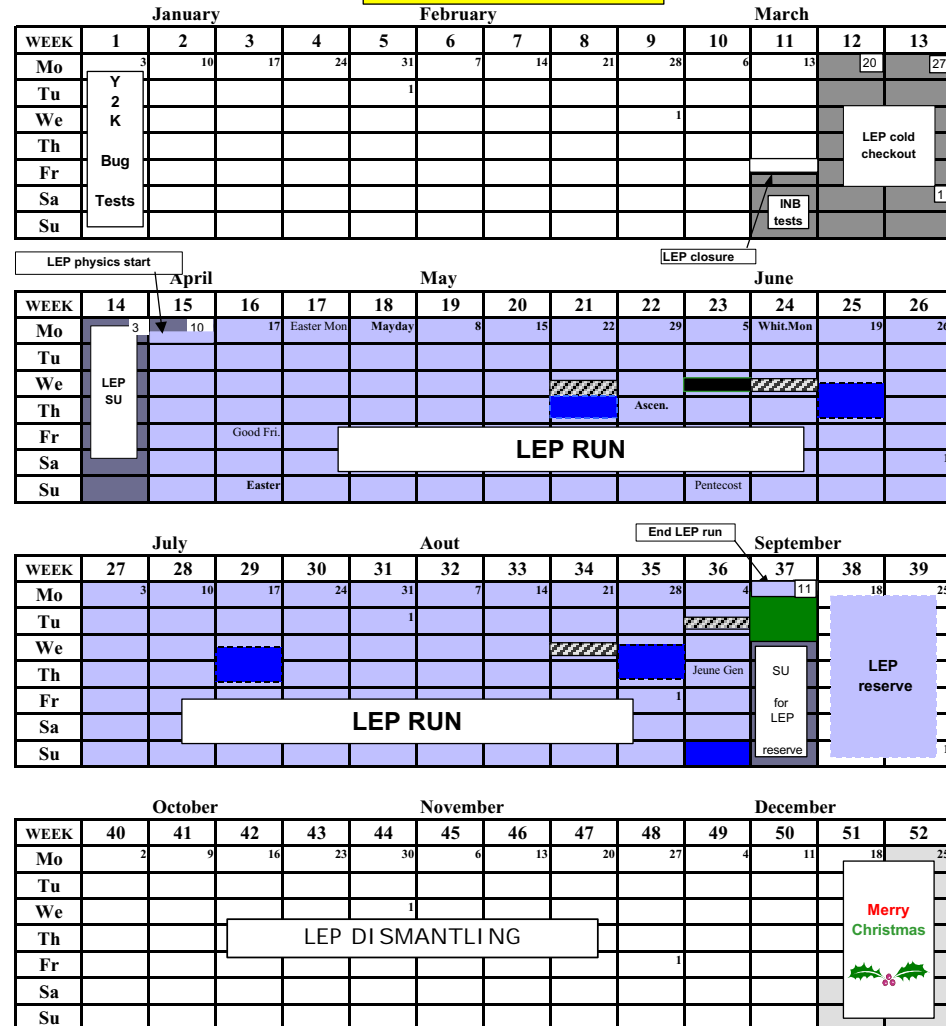 January February March
WEEK 1 2 3 4 5 6 7 8 9 10 11 12 13
Mo 3 10 17 24 31 7 14 21 28 6 13 20 27
Y
Tu 1
2
We K 1
LEP cold
Th checkout
Bug
Fr
Sa Tests 1
INB
tests
Su
LEP physics start LEP closure
April May June
WEEK 14 15 16 17 18 19 20 21 22 23 24 25 26
Mo 3 10 17 Easter Mon Mayday 8 15 22 29 5 Whit.Mon 19 26
Tu
We LEP
SU
Th Ascen.
Fr Good Fri.
LEP RUN
Sa 1
Su Easter Pentecost
End LEP run
July Aout September
WEEK 27 28 29 30 31 32 33 34 35 36 37 38 39
Mo 3 10 17 24 31 7 14 21 28 4 11 18 25
Tu 1
We
Th Jeune Gen SU LEP
reserve
Fr 1 for
LEP RUN LEP
Sa
Su reserve 1
October November December
WEEK 40 41 42 43 44 45 46 47 48 49 50 51 52
Mo 2 9 16 23 30 6 13 20 27 4 11 18 25
Tu
We 1 Merry
Th LEP DISMANTLING Christmas
Fr 1
Sa
Su